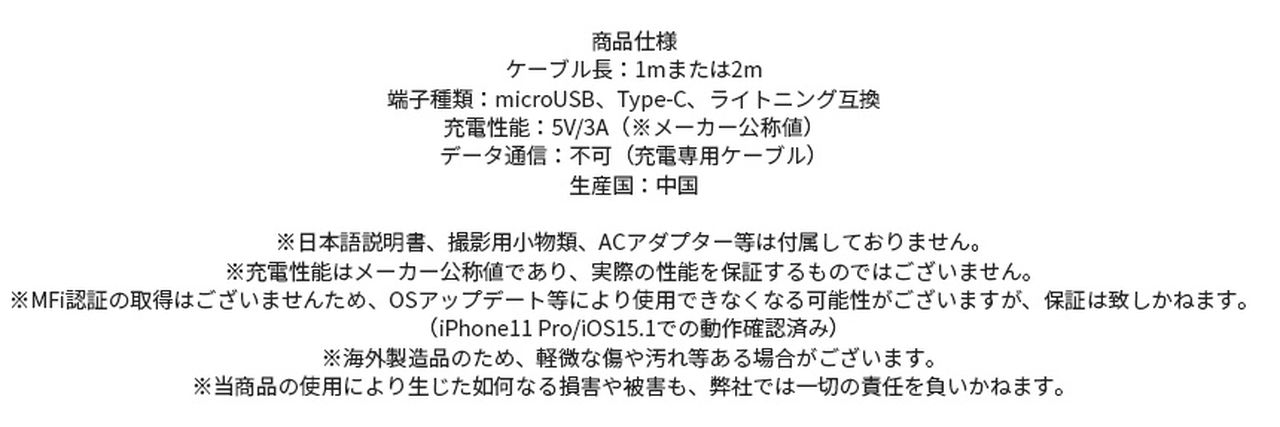 商品仕様
ケーブル長：1mまたは2m
端子種類：microUSB、Type-C、ライトニング互換
充電性能：5V/3A（※メーカー公称値）
データ通信：不可（充電専用ケーブル）
生産国：中国
※日本語説明書、撮影用小物類、ACアダプター等は付属しておりません。
※充電性能はメーカー公称値であり、実際の性能を保証するものではございません。
※MFi認証の取得はございませんため、OSアップデート等により使用できなくなる可能性がございますが、保証は致しかねます。
（iPhone11 Pro/iOS15.1での動作確認済み）
※海外製造品のため、軽微な傷や汚れ等ある場合がございます。
※当商品の使用により生じた如何なる損害や被害も、弊社では一切の責任を負いかねます。